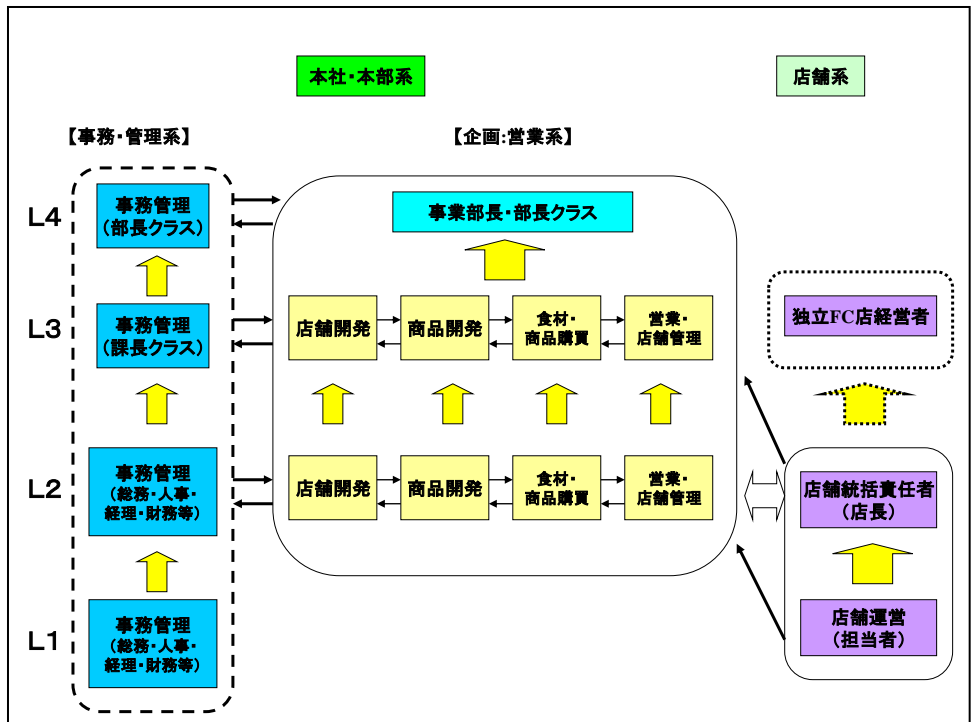 本社・本部系
店舗系
【事務・管理系】
【企画:営業系】
L4
事務管理
(部長クラス)
事業部長・部長クラス
L3
事務管理
(課長クラス)
店舗開発
商品開発
食材・
商品購買
営業・
店舗管理
独立FC店経営者
L2
事務管理
(総務・人事・
経理・財務等)
店舗開発
商品開発
食材・
商品購買
営業・
店舗管理
店舗統括責任者
(店長)
L1
事務管理
(総務・人事・
経理・財務等)
店舗運営
(担当者)